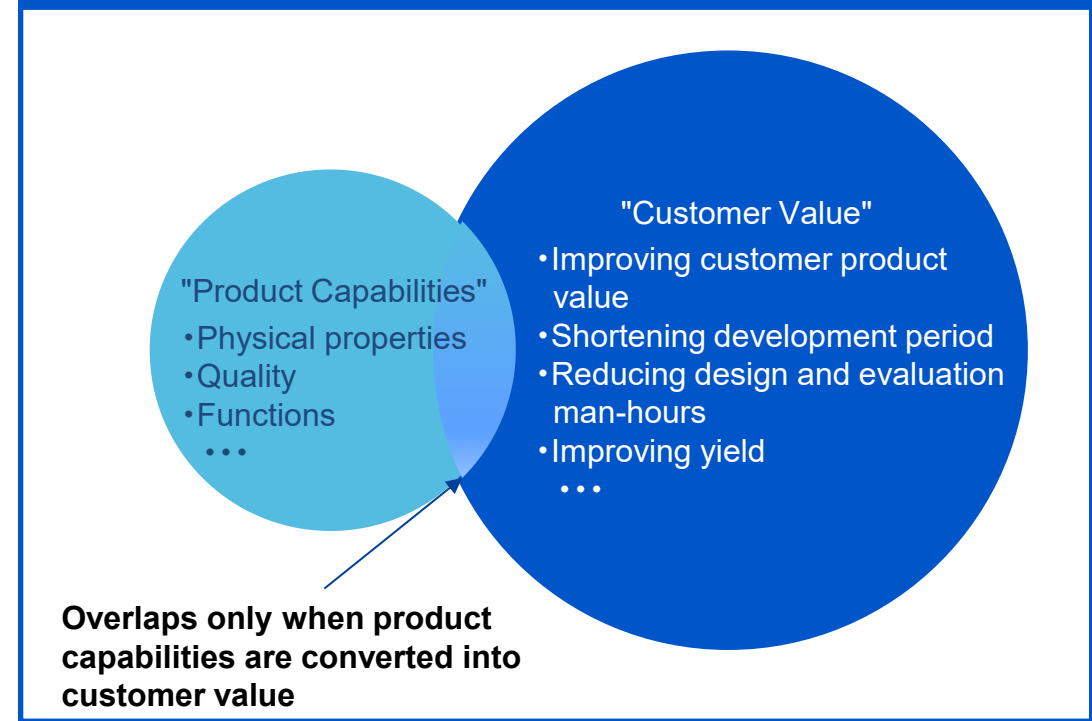 "Product Capabilities"
・Physical properties
・Quality
・Functions
・・・
"Customer Value"
・Improving customer product
value
・Shortening development period
・Reducing design and evaluation
man-hours
・Improving yield
・・・
Overlaps only when product
capabilities are converted into
customer value